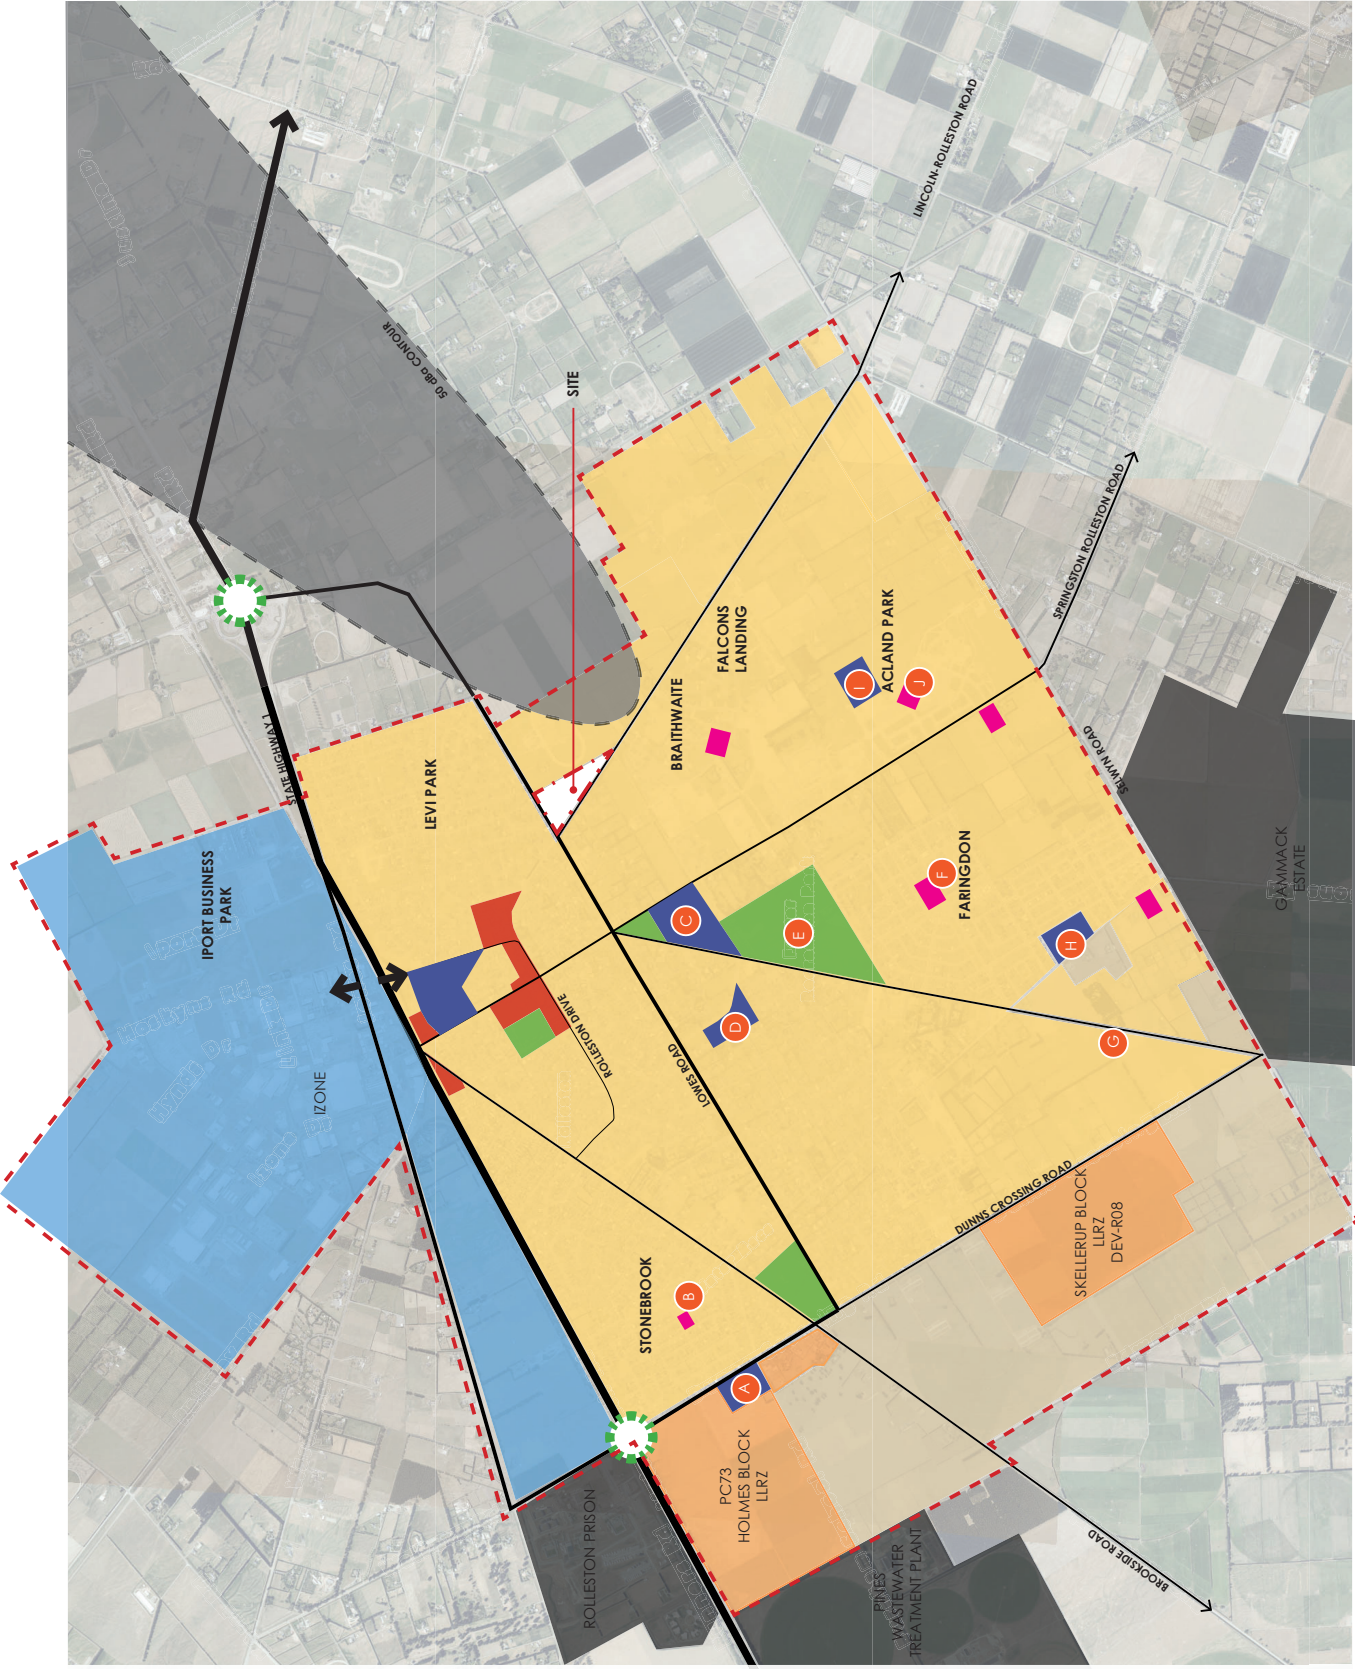 50 dBa CONTOUR
LINCOLN-ROLLESTON ROAD
SITE
SPRINGSTON ROLLESTON ROAD
STATE HIGHWAY 1
LEVI PARK
BRAITHWAITE
FALCONS
LANDING
ACLAND PARK
I
J
SELWYN ROAD
IPORT BUSINESS
PARK
IZONE
C
E
F
FARINGDON
H
GAMMACK
ESTATE
ROLLESTON DRIVE
LOWES ROAD
D
G
DUNNS CROSSING ROAD
SKELLERUP BLOCK
LLRZ
DEV-R08
STONEBROOK
B
A
PC73
HOLMES BLOCK
LLRZ
ROLLESTON PRISON
PINES
WASTEWATER
TREATMENT PLANT
BROOKSIDE ROAD